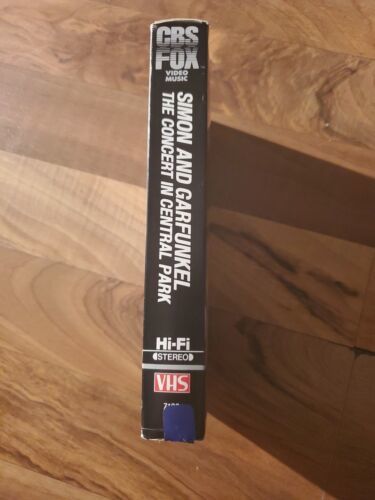 CBS
FOX
VIDEO
MUSIC
SIMON AND GARFUNKEL
THE CONCERT IN CENTRAL PARK
Hi-Fi
STEREO
VHS